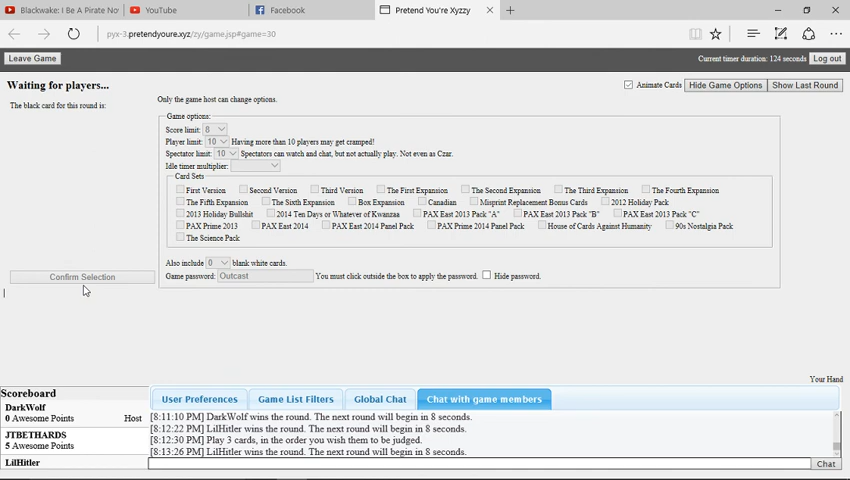 Blackwake: I Be A Pirate No
YouTube
Facebook
Pretend You're Xyzzy
pyx-3.pretendyoure.xyz/zy/game.jsp#game=30
Leave Game
Current timer duration: 124 seconds
Log out
Waiting for players...
Animate Cards
Hide Game Options
Show Last Round
The black card for this round is:
Only the game host can change options.
Game options:
Score limit: 8
Player limit: 10 Having more than 10 players may get cramped!
Spectator limit: 10 Spectators can watch and chat, but not actually play. Not even as Czar.
Idle timer multiplier:
Card Sets
First Version Second Version Third Version The First Expansion The Second Expansion The Third Expansion The Fourth Expansion
The Fifth Expansion The Sixth Expansion Box Expansion Canadian Misprint Replacement Bonus Cards 2012 Holiday Pack
2013 Holiday Bullshit 2014 Ten Days or Whatever of Kwanzaa PAX East 2013 Pack "A" PAX East 2013 Pack "B" PAX East 2013 Pack "C"
PAX Prime 2013 PAX East 2014 PAX East 2014 Panel Pack PAX Prime 2014 Panel Pack House of Cards Against Humanity 90s Nostalgia Pack
The Science Pack
Also include 0 blank white cards.
Game password: Outcast You must click outside the box to apply the password. Hide password.
Confirm Selection
Your Hand
Scoreboard
User Preferences
Game List Filters
Global Chat
Chat with game members
DarkWolf
0 Awesome Points Host
JTBETHARDS
5 Awesome Points
LilHitler
[8:11:10 PM] DarkWolf wins the round. The next round will begin in 8 seconds.
[8:12:22 PM] LilHitler wins the round. The next round will begin in 8 seconds.
[8:12:30 PM] Play 3 cards, in the order you wish them to be judged.
[8:13:26 PM] LilHitler wins the round. The next round will begin in 8 seconds.
Chat